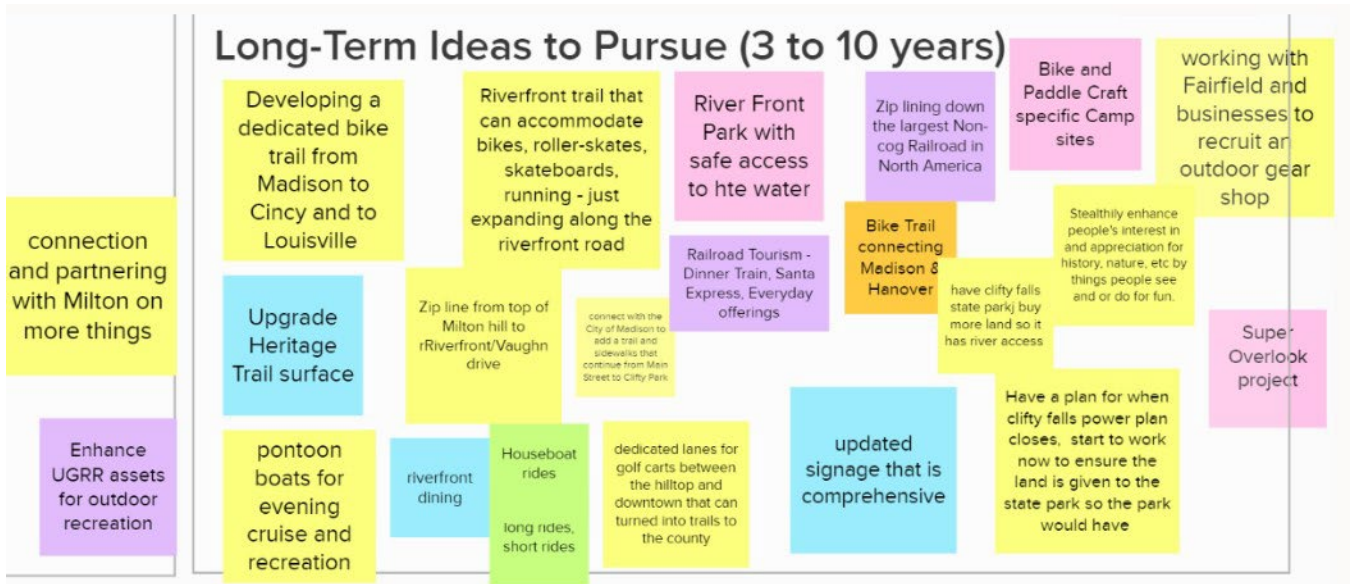 Long-Term Ideas to Pursue (3 to 10 years)
connection
and partnering
with Milton on
more things
Enhance
UGRR assets
for outdoor
recreation
Developing a
dedicated bike
trail from
Madison to
Cincy and to
Louisville
Riverfront trail that
can accommodate
bikes, roller-skates,
skateboards,
running - just
expanding along the
riverfront road
River Front
Park with
safe access
to hte water
Zip lining down
the largest Non-
cog Railroad in
North America
Bike and
Paddle Craft
specific Camp
sites
working with
Fairfield and
businesses to
recruit an
outdoor gear
shop
Upgrade
Heritage
Trail surface
Zip line from top of
Milton hill to
rRiverfront/Vaughn
drive
connect with the
City of Madison to
add a trail and
sidewalks that
continue from Main
Street to Clifty Park
Railroad Tourism -
Dinner Train, Santa
Express, Everyday
offerings
Bike Trail
connecting
Madison &
Hanover
have clifty falls
state parkj buy
more land so it
has river access
Stealthily enhance
people's interest in
and appreciation for
history, nature, etc by
things people see
and or do for fun.
Super
Overlook
project
pontoon
boats for
evening
cruise and
recreation
riverfront
dining
Houseboat
rides
long rides,
short rides
dedicated lanes for
golf carts between
the hilltop and
downtown that can
turned into trails to
the county
updated
signage that is
comprehensive
Have a plan for when
clifty falls power plan
closes, start to work
now to ensure the
land is given to the
state park so the park
would have